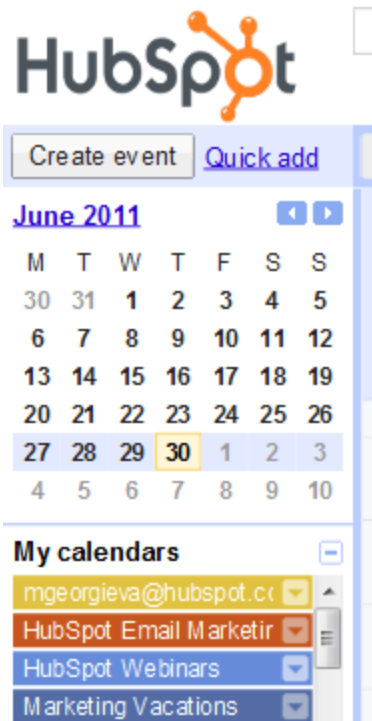 HubSpot
Create event Quick add
June 2011
M T W T F S S
30 31 1 2 3 4 5
6 7 8 9 10 11 12
13 14 15 16 17 18 19
20 21 22 23 24 25 26
27 28 29 30 1 2 3
4 5 6 7 8 9 10
My calendars
mgeorgieva@hubspot.c
HubSpot Email Marketir
HubSpot Webinars
Marketing Vacations